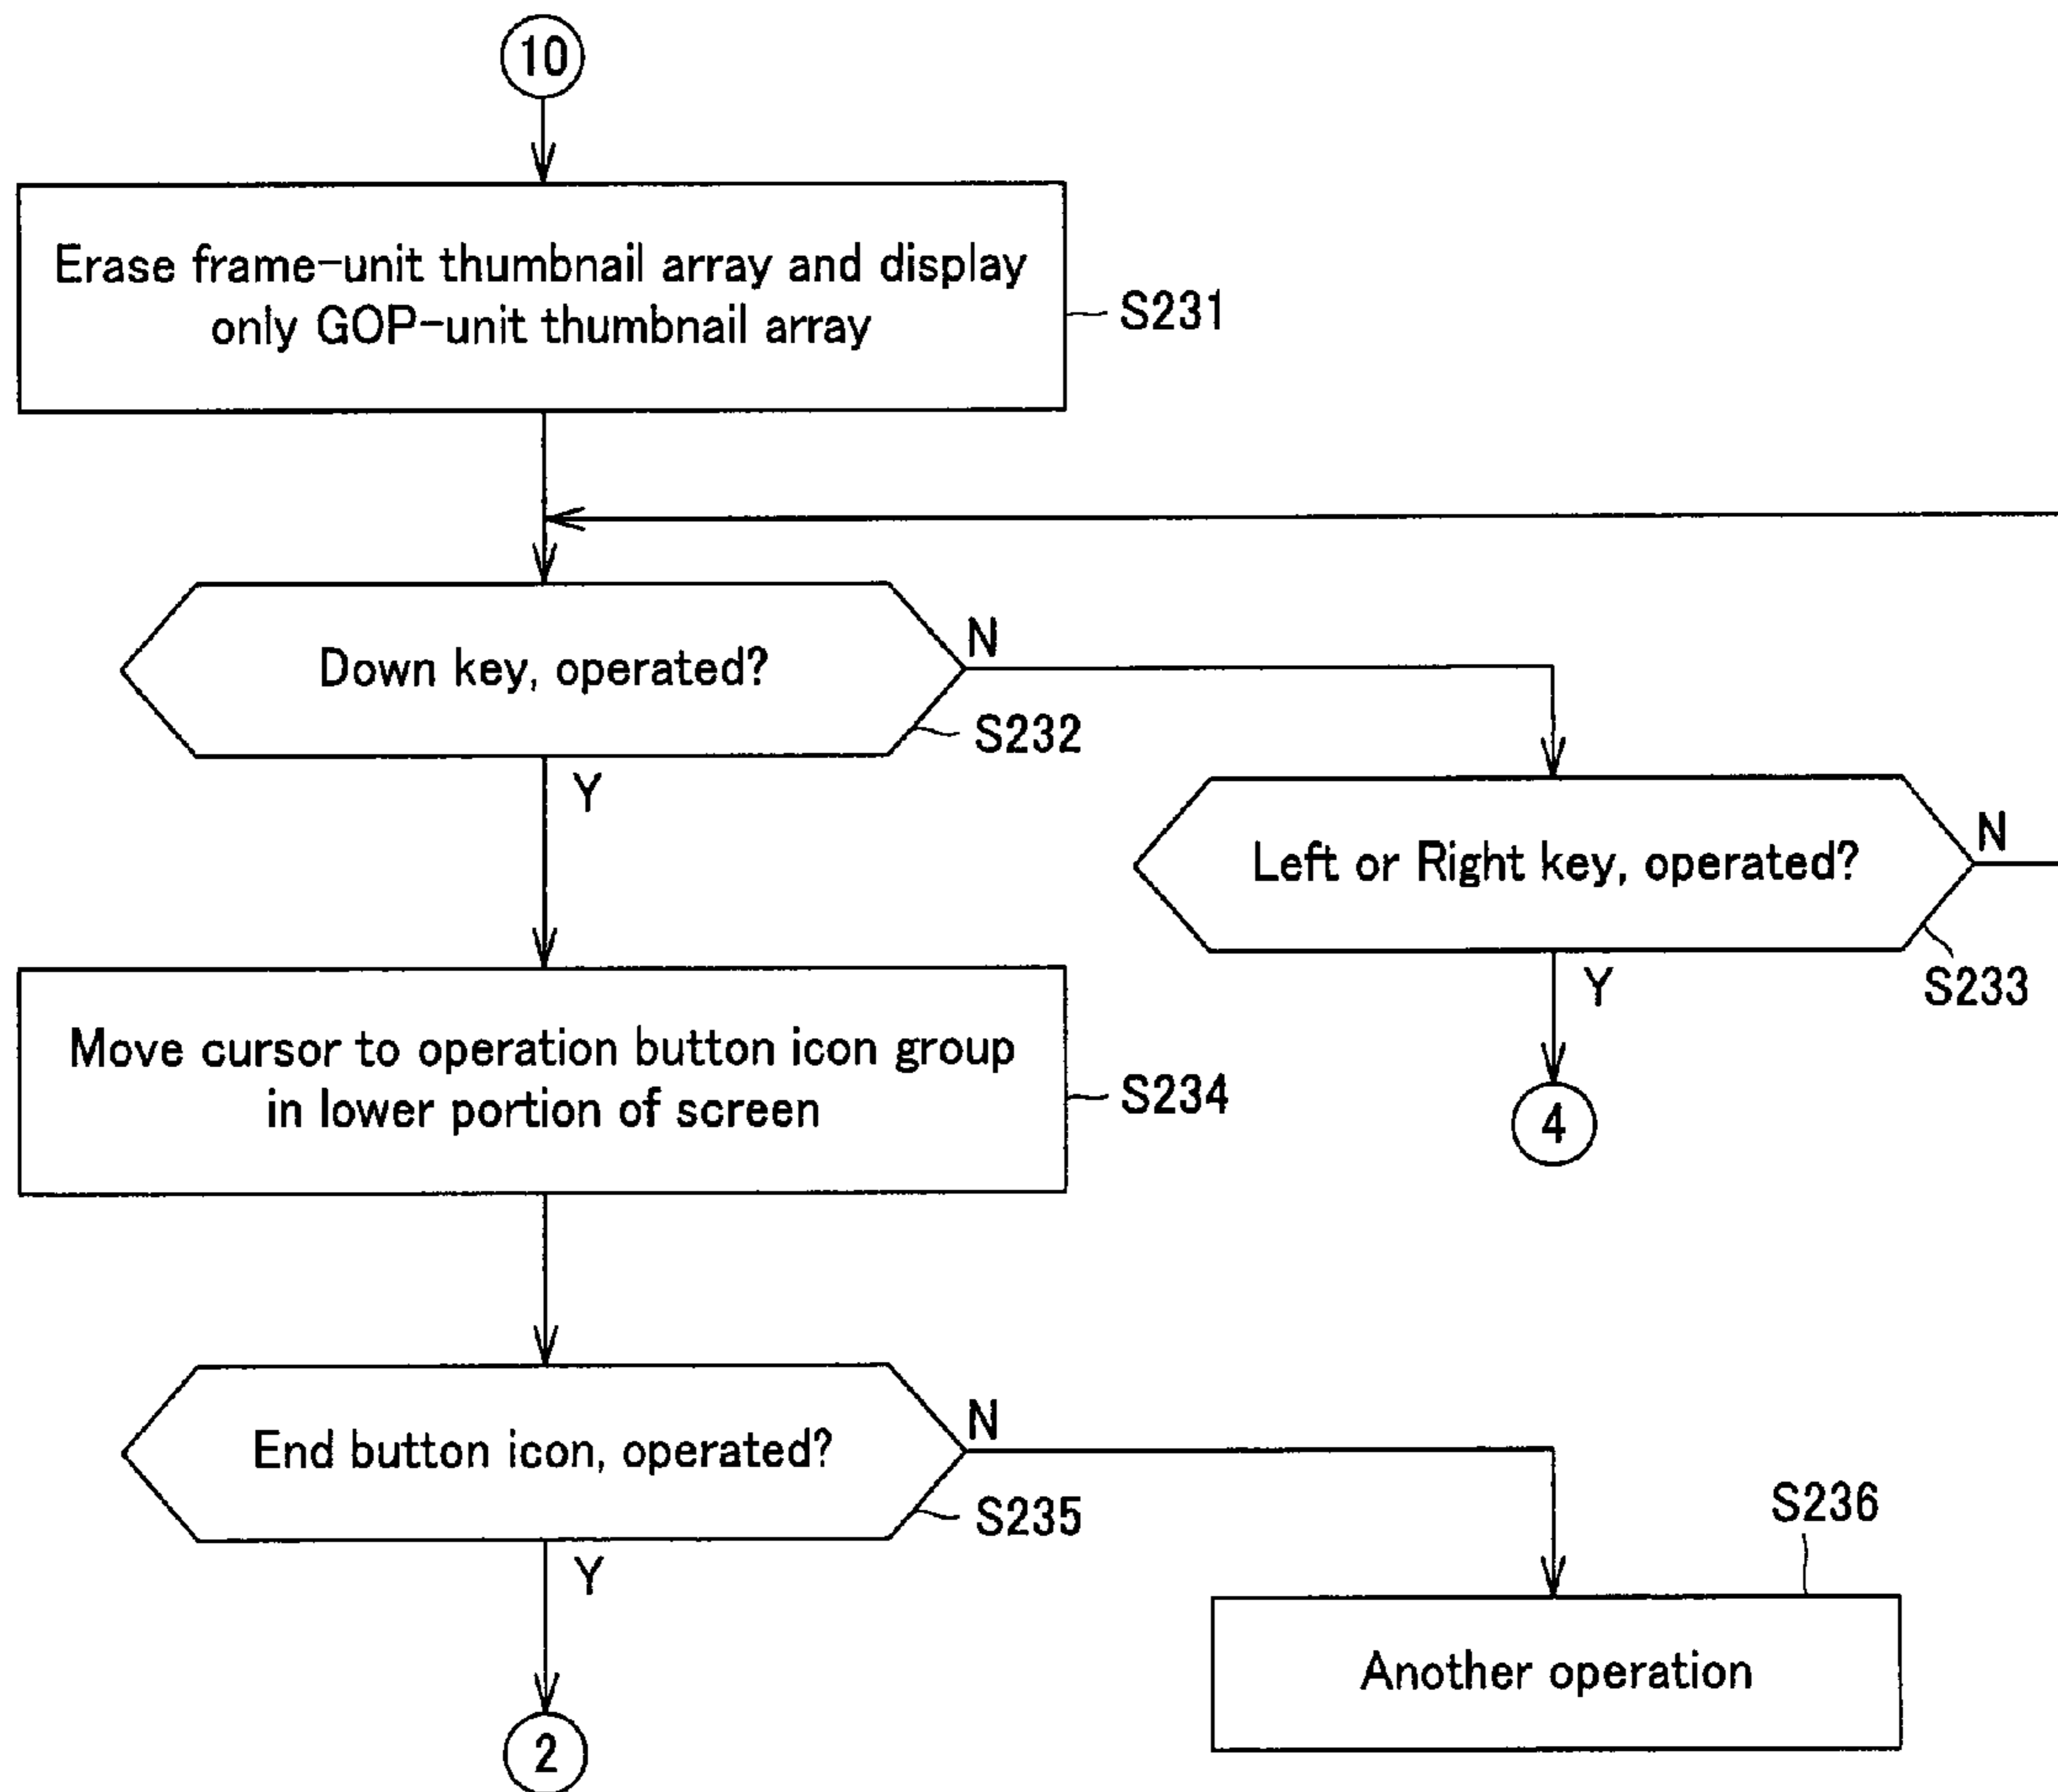 10
Erase frame-unit thumbnail array and display
only GOP-unit thumbnail array
S231
Down key, operated?
N
S232
Y
Left or Right key, operated?
N
S233
Y
4
Move cursor to operation button icon group
in lower portion of screen
S234
End button icon, operated?
N
S235
Y
S236
Another operation
2